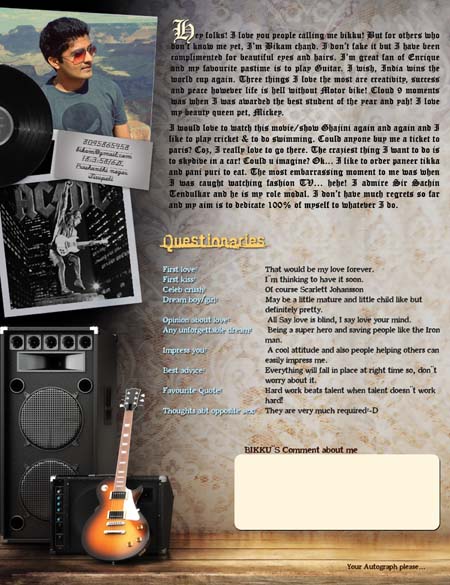 Hey folks! I love you people calling me bikku! But for others who
don't know me yet, I'm Bikam chand. I don't fake it but I have been
complimented for beautiful eyes and hairs. I'm great fan of Enrique
and my favourite pastime is to play Guitar. I wish, India wins the
world cup again. Three things I love the most are creativity, success
and peace however life is hell without Motor bike! Cloud 9 moments
was when I was awarded the best student of the year and yah! I love
my beauty queen pet, Mickey.
I would love to watch this movie/show Ghajini again and again and I
like to play cricket & to do swimming. Could anyone buy me a ticket to
paris? Coz, I really love to go there. The craziest thing I want to do is
to skydive in a car! Could u imagine? Ok... I like to order paneer tikka
and pani puri to eat. The most embarrassing moment to me was when
I was caught watching fashion TV... hehe! I admire Sir Sachin
Tendulkar and he is my role modal. I don't have much regrets so far
and my aim is to dedicate 100% of myself to whatever I do.
8095865958
bikam@gmail.com
Prashanthi nagar
Tirupati
AC DC
Questionaries
First love? That would be my love forever.
First kiss? I'm thinking to have it soon.
Celeb crush? Of course Scarlett Johansson
Dream boy/girl? May be a little mature and little child like but
definitely pretty.
Opinion about love? All Say love is blind, I say love your mind.
Any unforgettable dream? Being a super hero and saving people like the Iron
man.
Impress you? A cool attitude and also people helping others can
easily impress me.
Best advice? Everything will fall in place at right time so, don't
worry about it.
Favourite Quote? Hard work beats talent when talent doesn't work
hard!
Thoughts abt opposite sex? They are very much required:-D
BIKKU'S Comment about me
Your Autograph please...